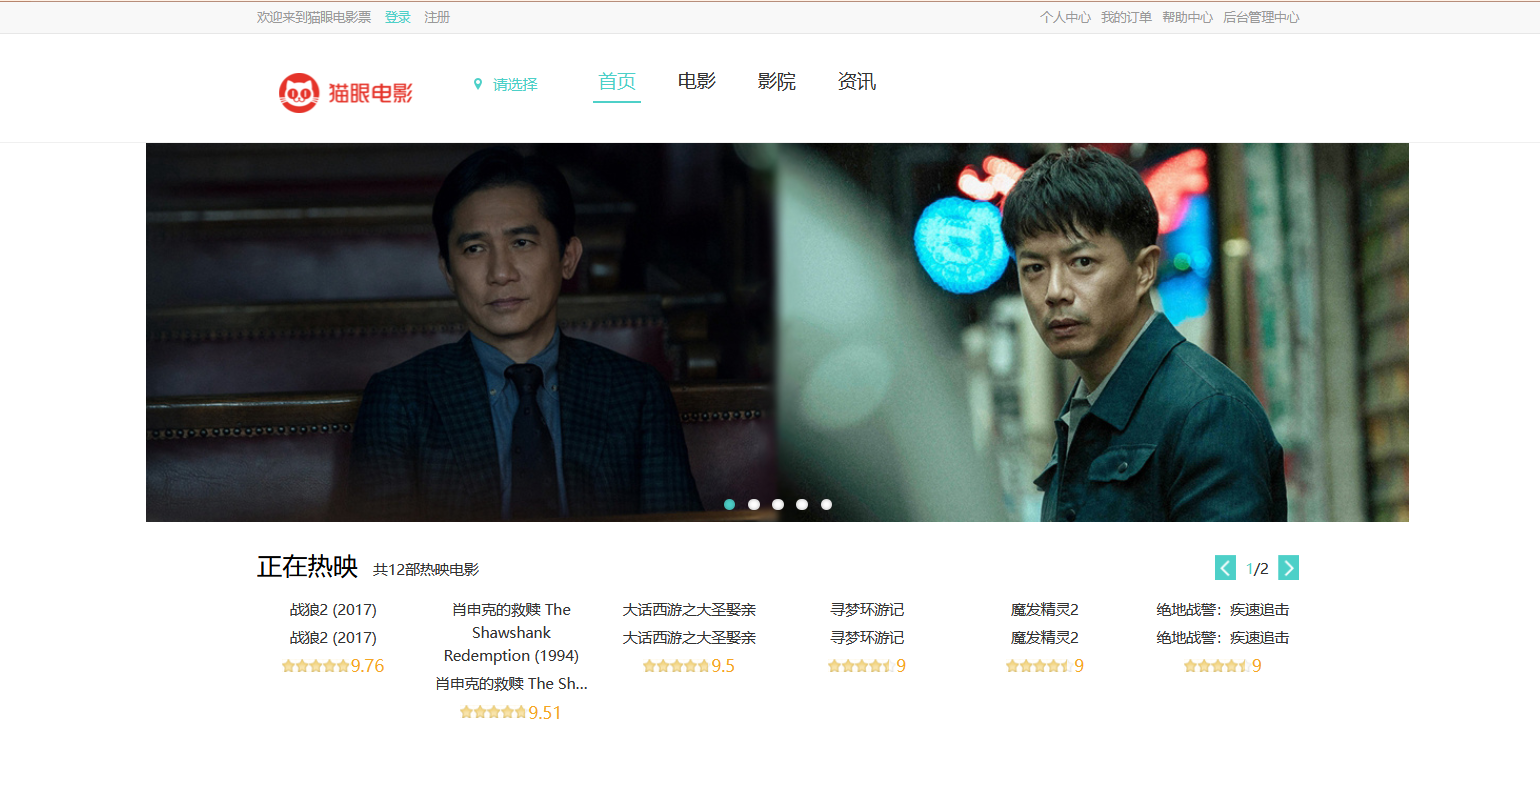 欢迎来到猫眼电影票 登录 注册 个人中心 我的订单 帮助中心 后台管理中心
猫眼电影 请选择 首页 电影 影院 资讯
正在热映 共12部热映电影 1/2
战狼2 (2017)
战狼2 (2017)
9.76
肖申克的救赎 The
Shawshank
Redemption (1994)
肖申克的救赎 The Sh...
9.51
大话西游之大圣娶亲
大话西游之大圣娶亲
9.5
寻梦环游记
寻梦环游记
9
魔发精灵2
魔发精灵2
9
绝地战警：疾速追击
绝地战警：疾速追击
9